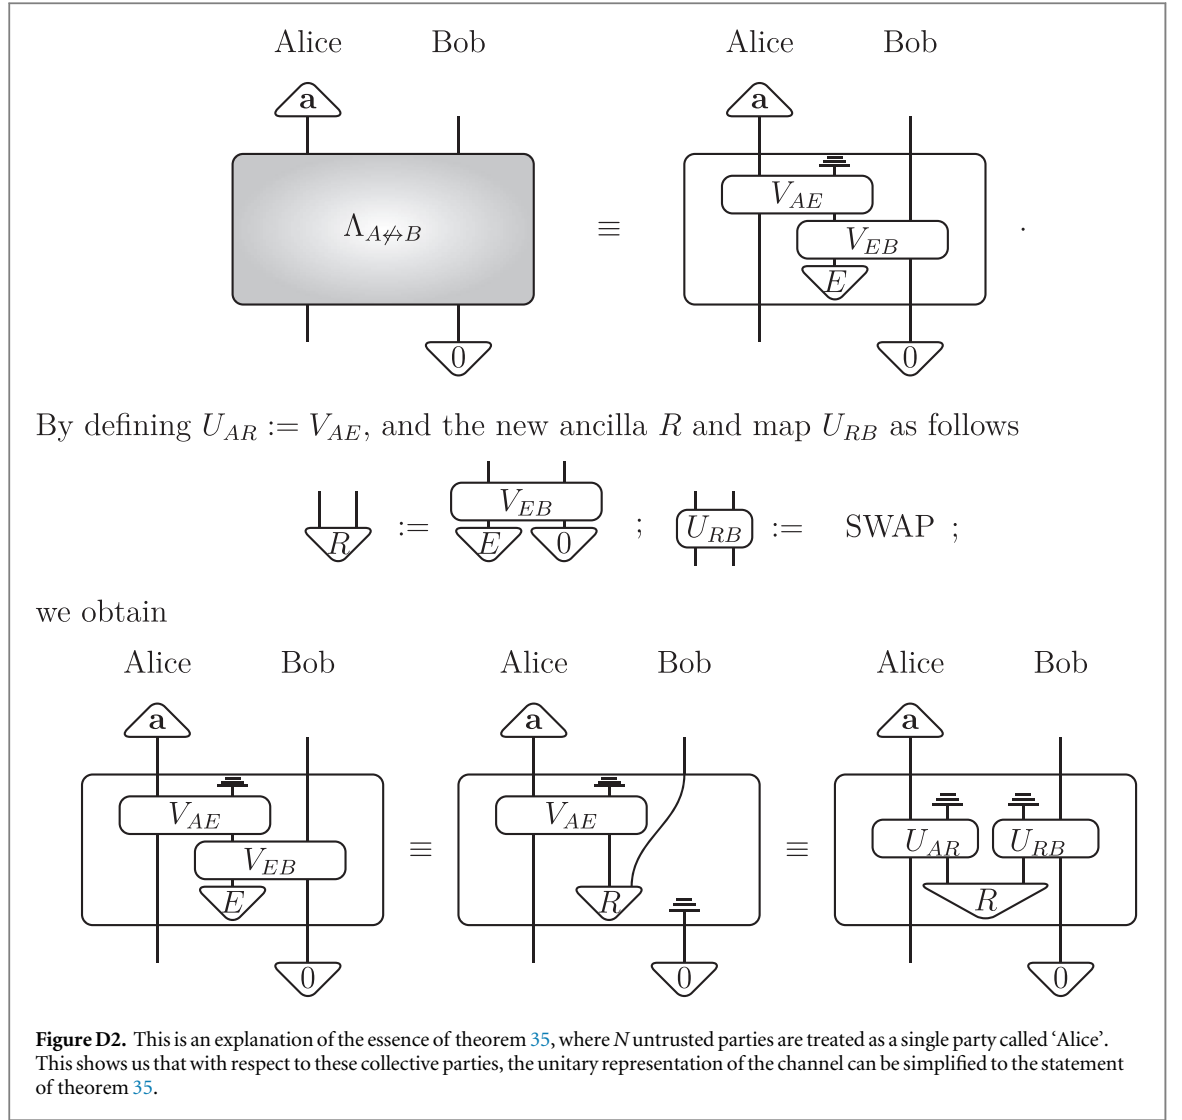 Alice Bob Alice Bob
a a
V_{AE}
Λ_{A↮B} ≡ V_{EB} .
E
0 0
By defining U_{AR} := V_{AE}, and the new ancilla R and map U_{RB} as follows
V_{EB}
R := E 0 ; U_{RB} := SWAP ;
we obtain
Alice Bob Alice Bob Alice Bob
a a a
V_{AE} V_{AE} U_{AR} U_{RB}
V_{EB} ≡ ≡
E R R
0 0 0
Figure D2. This is an explanation of the essence of theorem 35, where N untrusted parties are treated as a single party called ‘Alice’.
This shows us that with respect to these collective parties, the unitary representation of the channel can be simplified to the statement
of theorem 35.